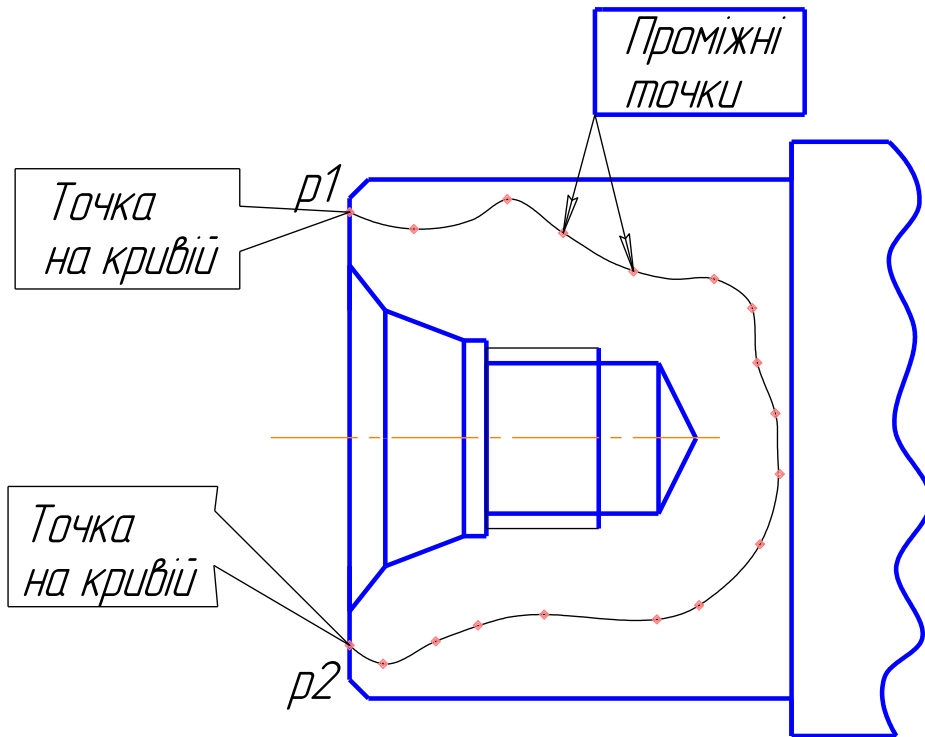 Проміжні
точки
p1
Точка
на кривій
Точка
на кривій
p2